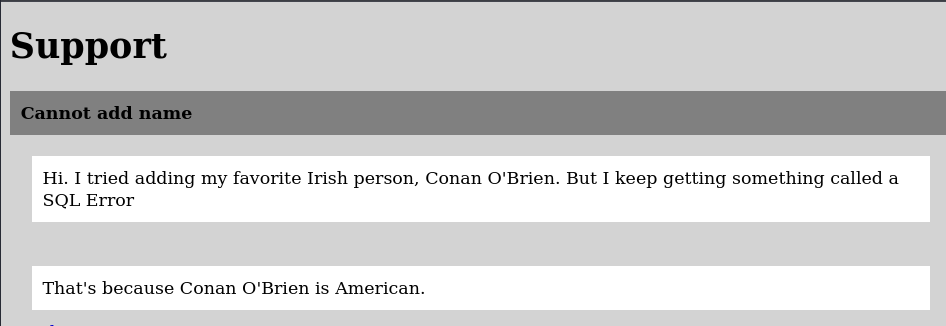 Support
Cannot add name
Hi. I tried adding my favorite Irish person, Conan O'Brien. But I keep getting something called a
SQL Error
That's because Conan O'Brien is American.